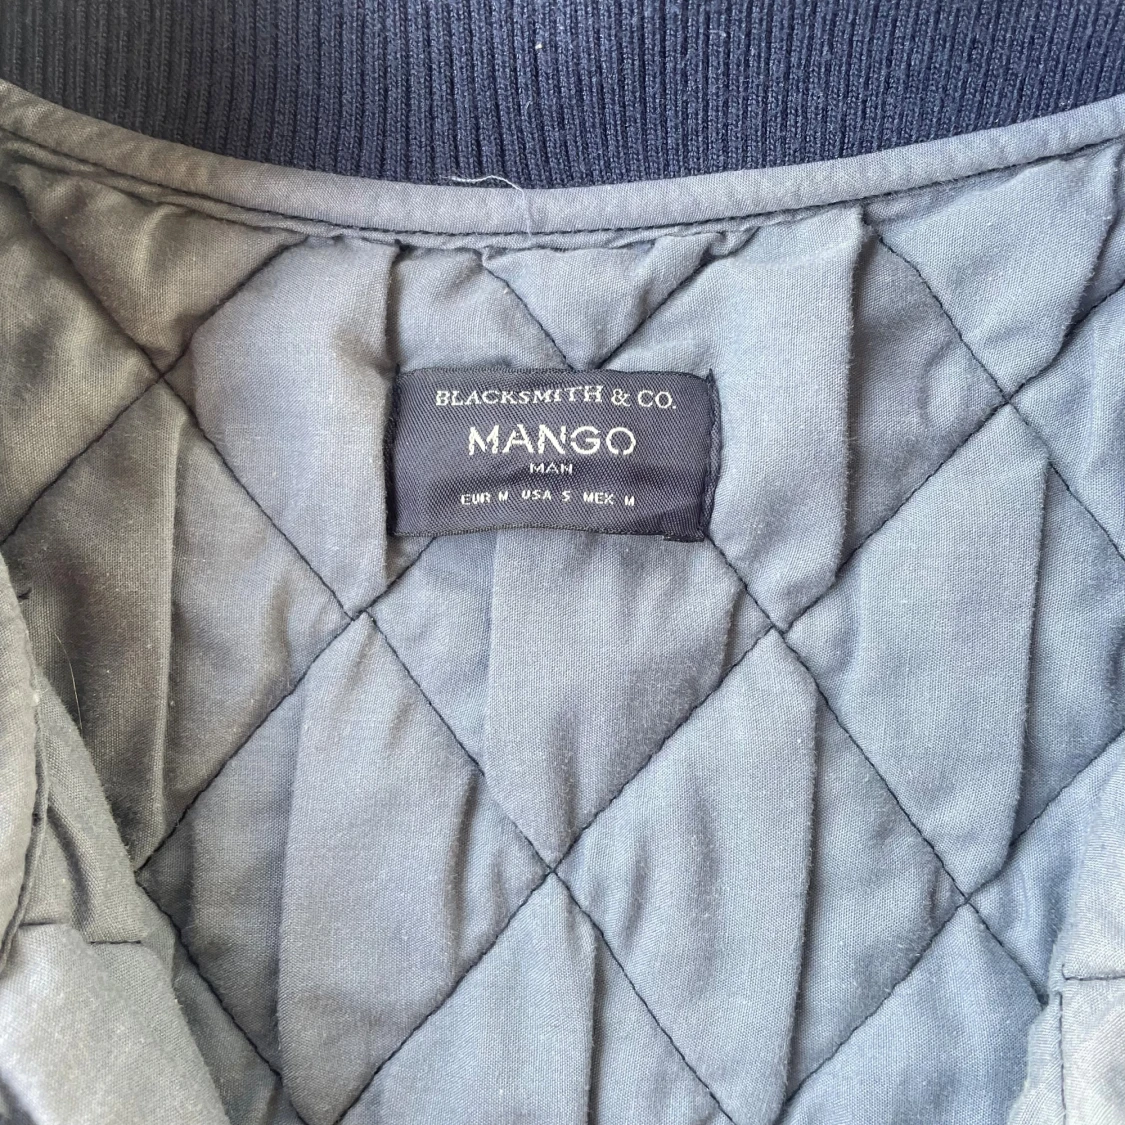 BLACKSMITH & CO.
MANGO
MAN
EUR M USA S MEX M